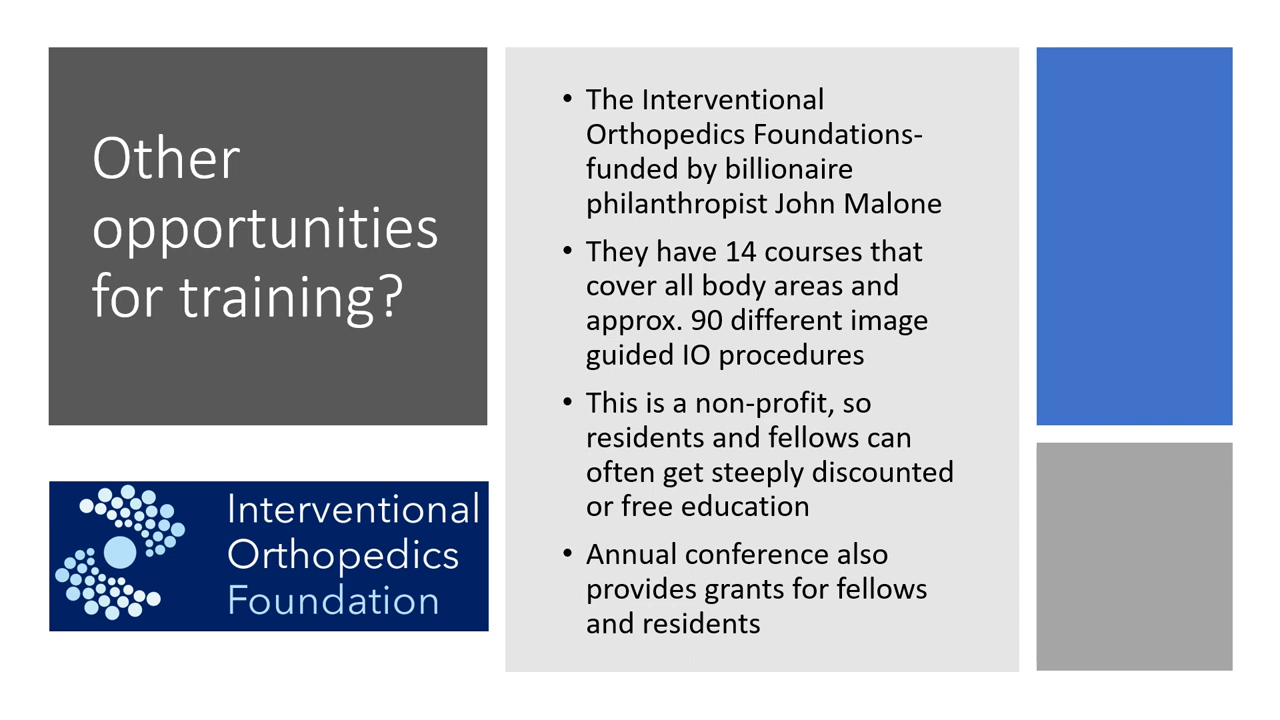 Other
opportunities
for training?
Interventional
Orthopedics
Foundation
• The Interventional
Orthopedics Foundations-
funded by billionaire
philanthropist John Malone
• They have 14 courses that
cover all body areas and
approx. 90 different image
guided IO procedures
• This is a non-profit, so
residents and fellows can
often get steeply discounted
or free education
• Annual conference also
provides grants for fellows
and residents